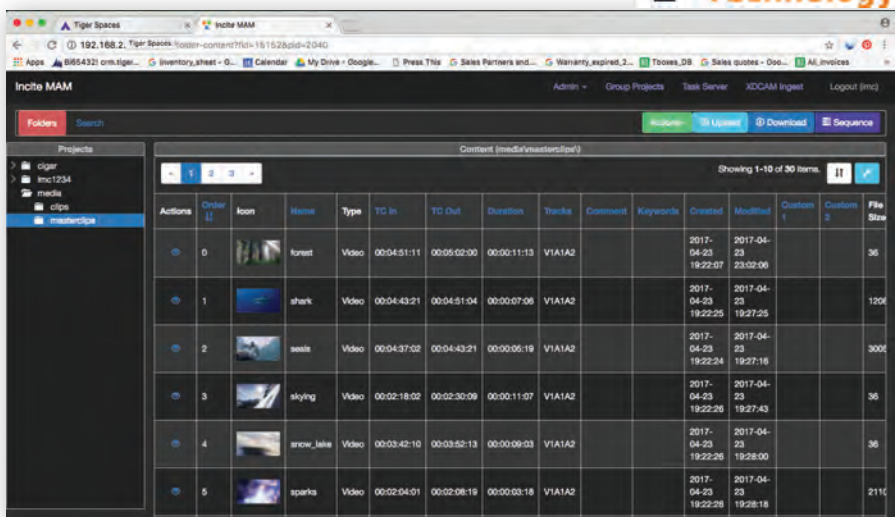 Technology
Tiger Spaces
Incite MAM
Tiger Spaces
Apps
Calendar
My Drive - Google...
Press This
Sales Partners and...
Warranty_expired_2...
Sales quotes - Goo...
All_invoices
Incite MAM
Admin
Group Projects
Task Server
XDCAM Ingest
Logout (imc)
Folders
Search
Actions
Upload
Download
Sequence
Projects
cigar
imc1234
media
clips
masterclips
Content (media\masterclips\)
« 1 2 3 »
Showing 1-10 of 30 items.
Actions Order Icon Name Type TC In TC Out Duration Tracks Comment Keywords Created Modified Custom 1 Custom 2 File Size
0 forest Video 00:04:51:11 00:05:02:00 00:00:11:13 V1A1A2 2017-04-23 19:22:07 2017-04-23 23:02:06 36
1 shark Video 00:04:43:21 00:04:51:04 00:00:07:06 V1A1A2 2017-04-23 19:22:25 2017-04-23 19:27:25
2 seals Video 00:04:37:02 00:04:43:21 00:00:05:19 V1A1A2 2017-04-23 19:22:24 2017-04-23 19:27:16
3 skying Video 00:02:18:02 00:02:30:09 00:00:11:07 V1A1A2 2017-04-23 19:22:26 2017-04-23 19:27:43 36
4 snow_lake Video 00:03:42:10 00:03:52:13 00:00:09:03 V1A1A2 2017-04-23 19:22:26 2017-04-23 19:28:00 36
5 sparks Video 00:02:04:01 00:02:08:19 00:00:03:18 V1A1A2 2017-04-23 19:22:26 2017-04-23 19:28:18